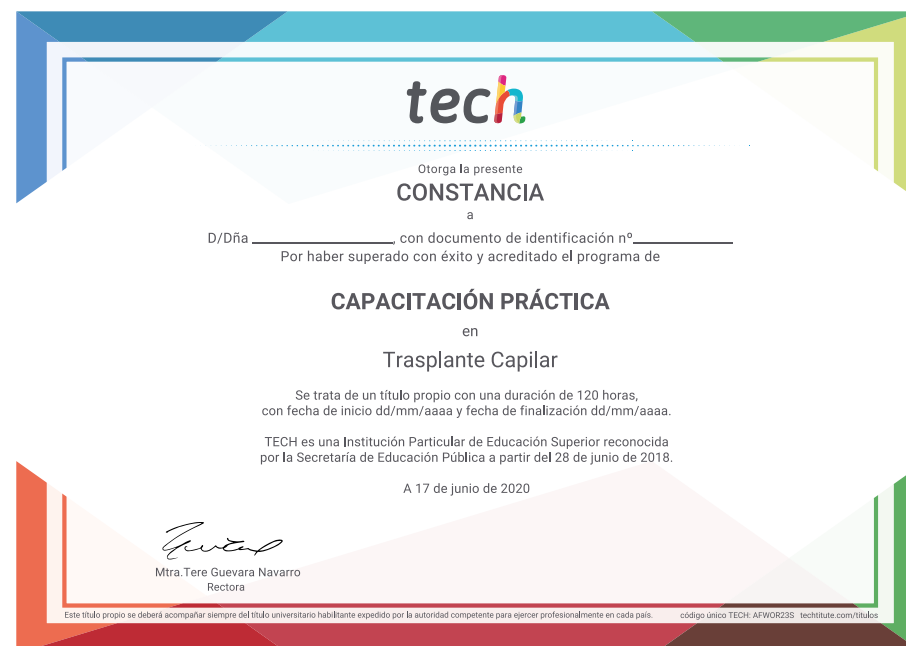 tech
Otorga la presente
CONSTANCIA
a
D/Dña ____________________, con documento de identificación nº______________
Por haber superado con éxito y acreditado el programa de
CAPACITACIÓN PRÁCTICA
en
Trasplante Capilar
Se trata de un título propio con una duración de 120 horas,
con fecha de inicio dd/mm/aaaa y fecha de finalización dd/mm/aaaa.
TECH es una Institución Particular de Educación Superior reconocida
por la Secretaría de Educación Pública a partir del 28 de junio de 2018.
A 17 de junio de 2020
Mtra.Tere Guevara Navarro
Rectora
Este título propio se deberá acompañar siempre del título universitario habilitante expedido por la autoridad competente para ejercer profesionalmente en cada país. código único TECH: AFWOR23S techtitute.com/titulos